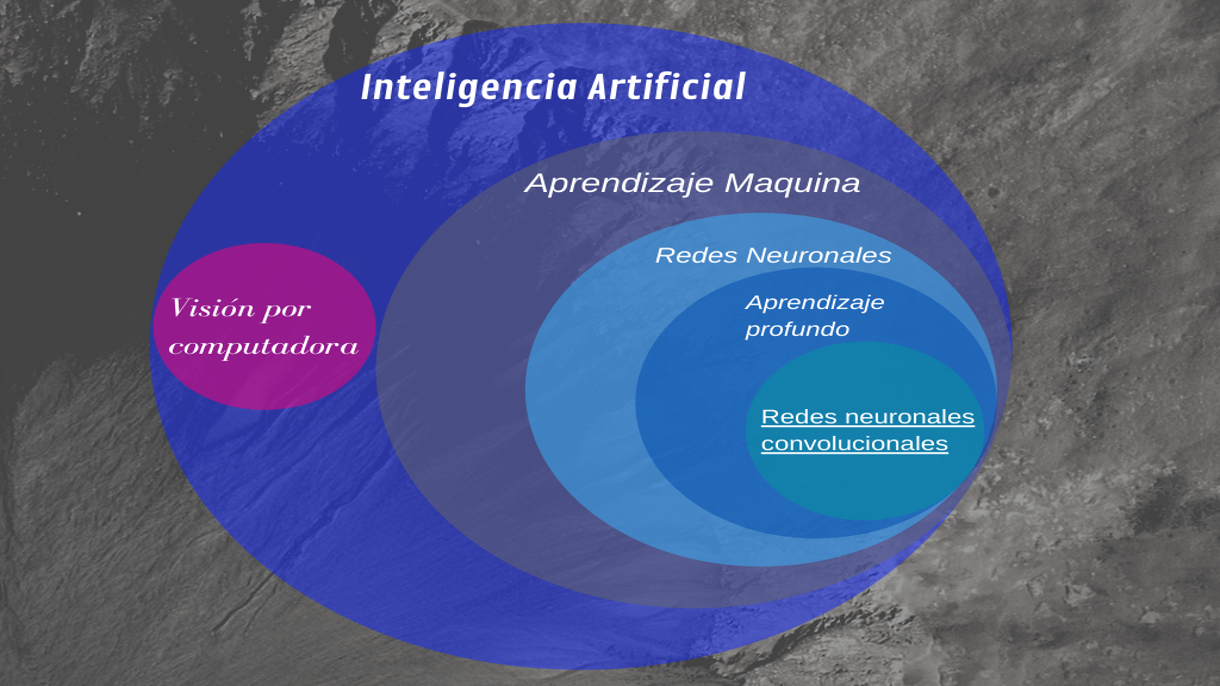 Inteligencia Artificial
Aprendizaje Maquina
Redes Neuronales
Aprendizaje
profundo
Visión por
computadora
Redes neuronales
convolucionales